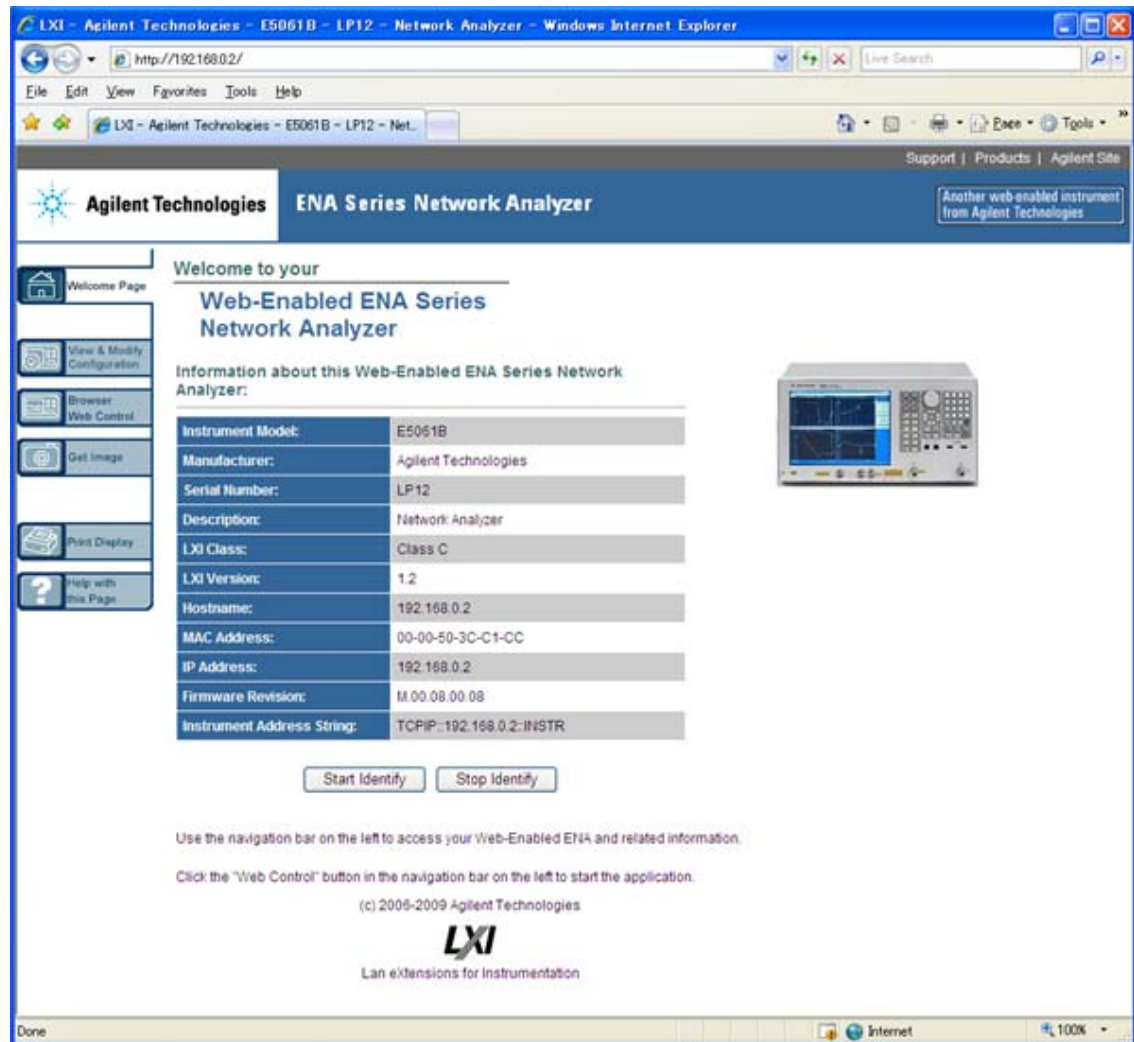 LXI - Agilent Technologies - E5061B - LP12 - Network Analyzer - Windows Internet Explorer
http://192.168.0.2/
Live Search
File Edit View Favorites Tools Help
LXI - Agilent Technologies - E5061B - LP12 - Net...
Page Tools
Support | Products | Agilent Site
Agilent Technologies
ENA Series Network Analyzer
Another web-enabled instrument
from Agilent Technologies
Welcome Page
View & Modify
Configuration
Browser
Web Control
Get Image
Print Display
Help with
this Page
Welcome to your
Web-Enabled ENA Series
Network Analyzer
Information about this Web-Enabled ENA Series Network
Analyzer:
Instrument Model: E5061B
Manufacturer: Agilent Technologies
Serial Number: LP12
Description: Network Analyzer
LXI Class: Class C
LXI Version: 1.2
Hostname: 192.168.0.2
MAC Address: 00-00-50-3C-C1-CC
IP Address: 192.168.0.2
Firmware Revision: M.00.08.00.08
Instrument Address String: TCPIP::192.168.0.2::INSTR
Start Identify Stop Identify
Use the navigation bar on the left to access your Web-Enabled ENA and related information.
Click the "Web Control" button in the navigation bar on the left to start the application.
(c) 2006-2009 Agilent Technologies
LXI
Lan eXtensions for Instrumentation
Done
Internet
100%